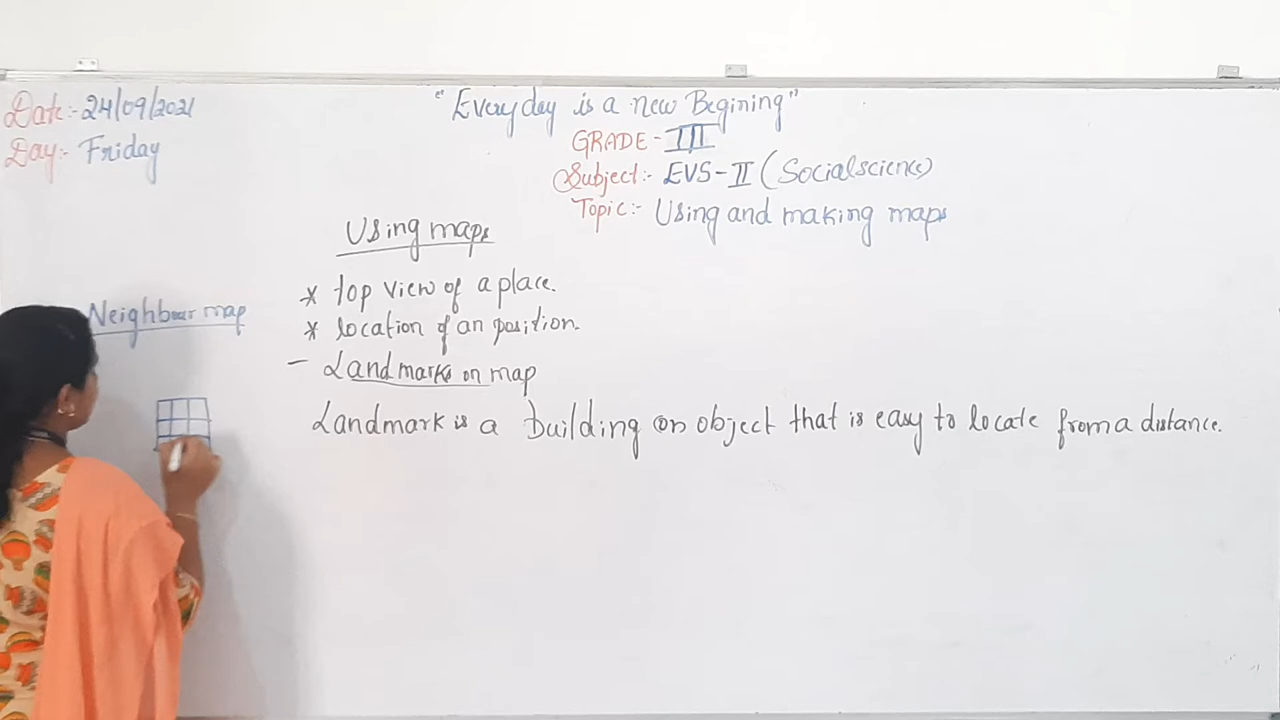 Date:- 24/09/2021
Day:- Friday
"Everyday is a new Begining"
GRADE - III
Subject:- EVS-II (Socialscience)
Topic:- Using and making maps
Using maps
* top view of a place.
* location of an position.
- Landmarks on map
Landmark is a building on object that is easy to locate from a distance.
Neighbour map